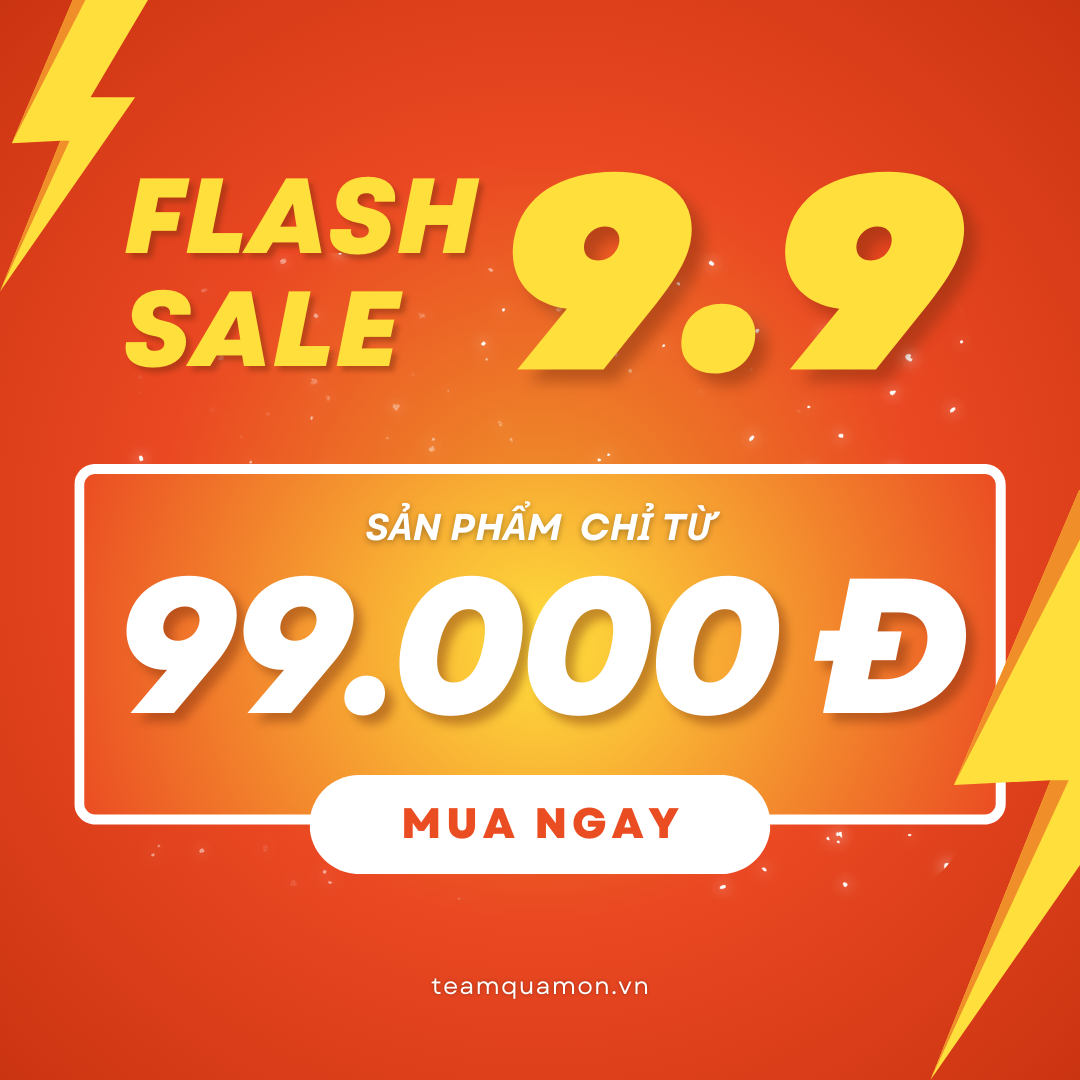 FLASH
SALE
9.9
SẢN PHẨM CHỈ TỪ
99.000 Đ
MUA NGAY
teamquamon.vn